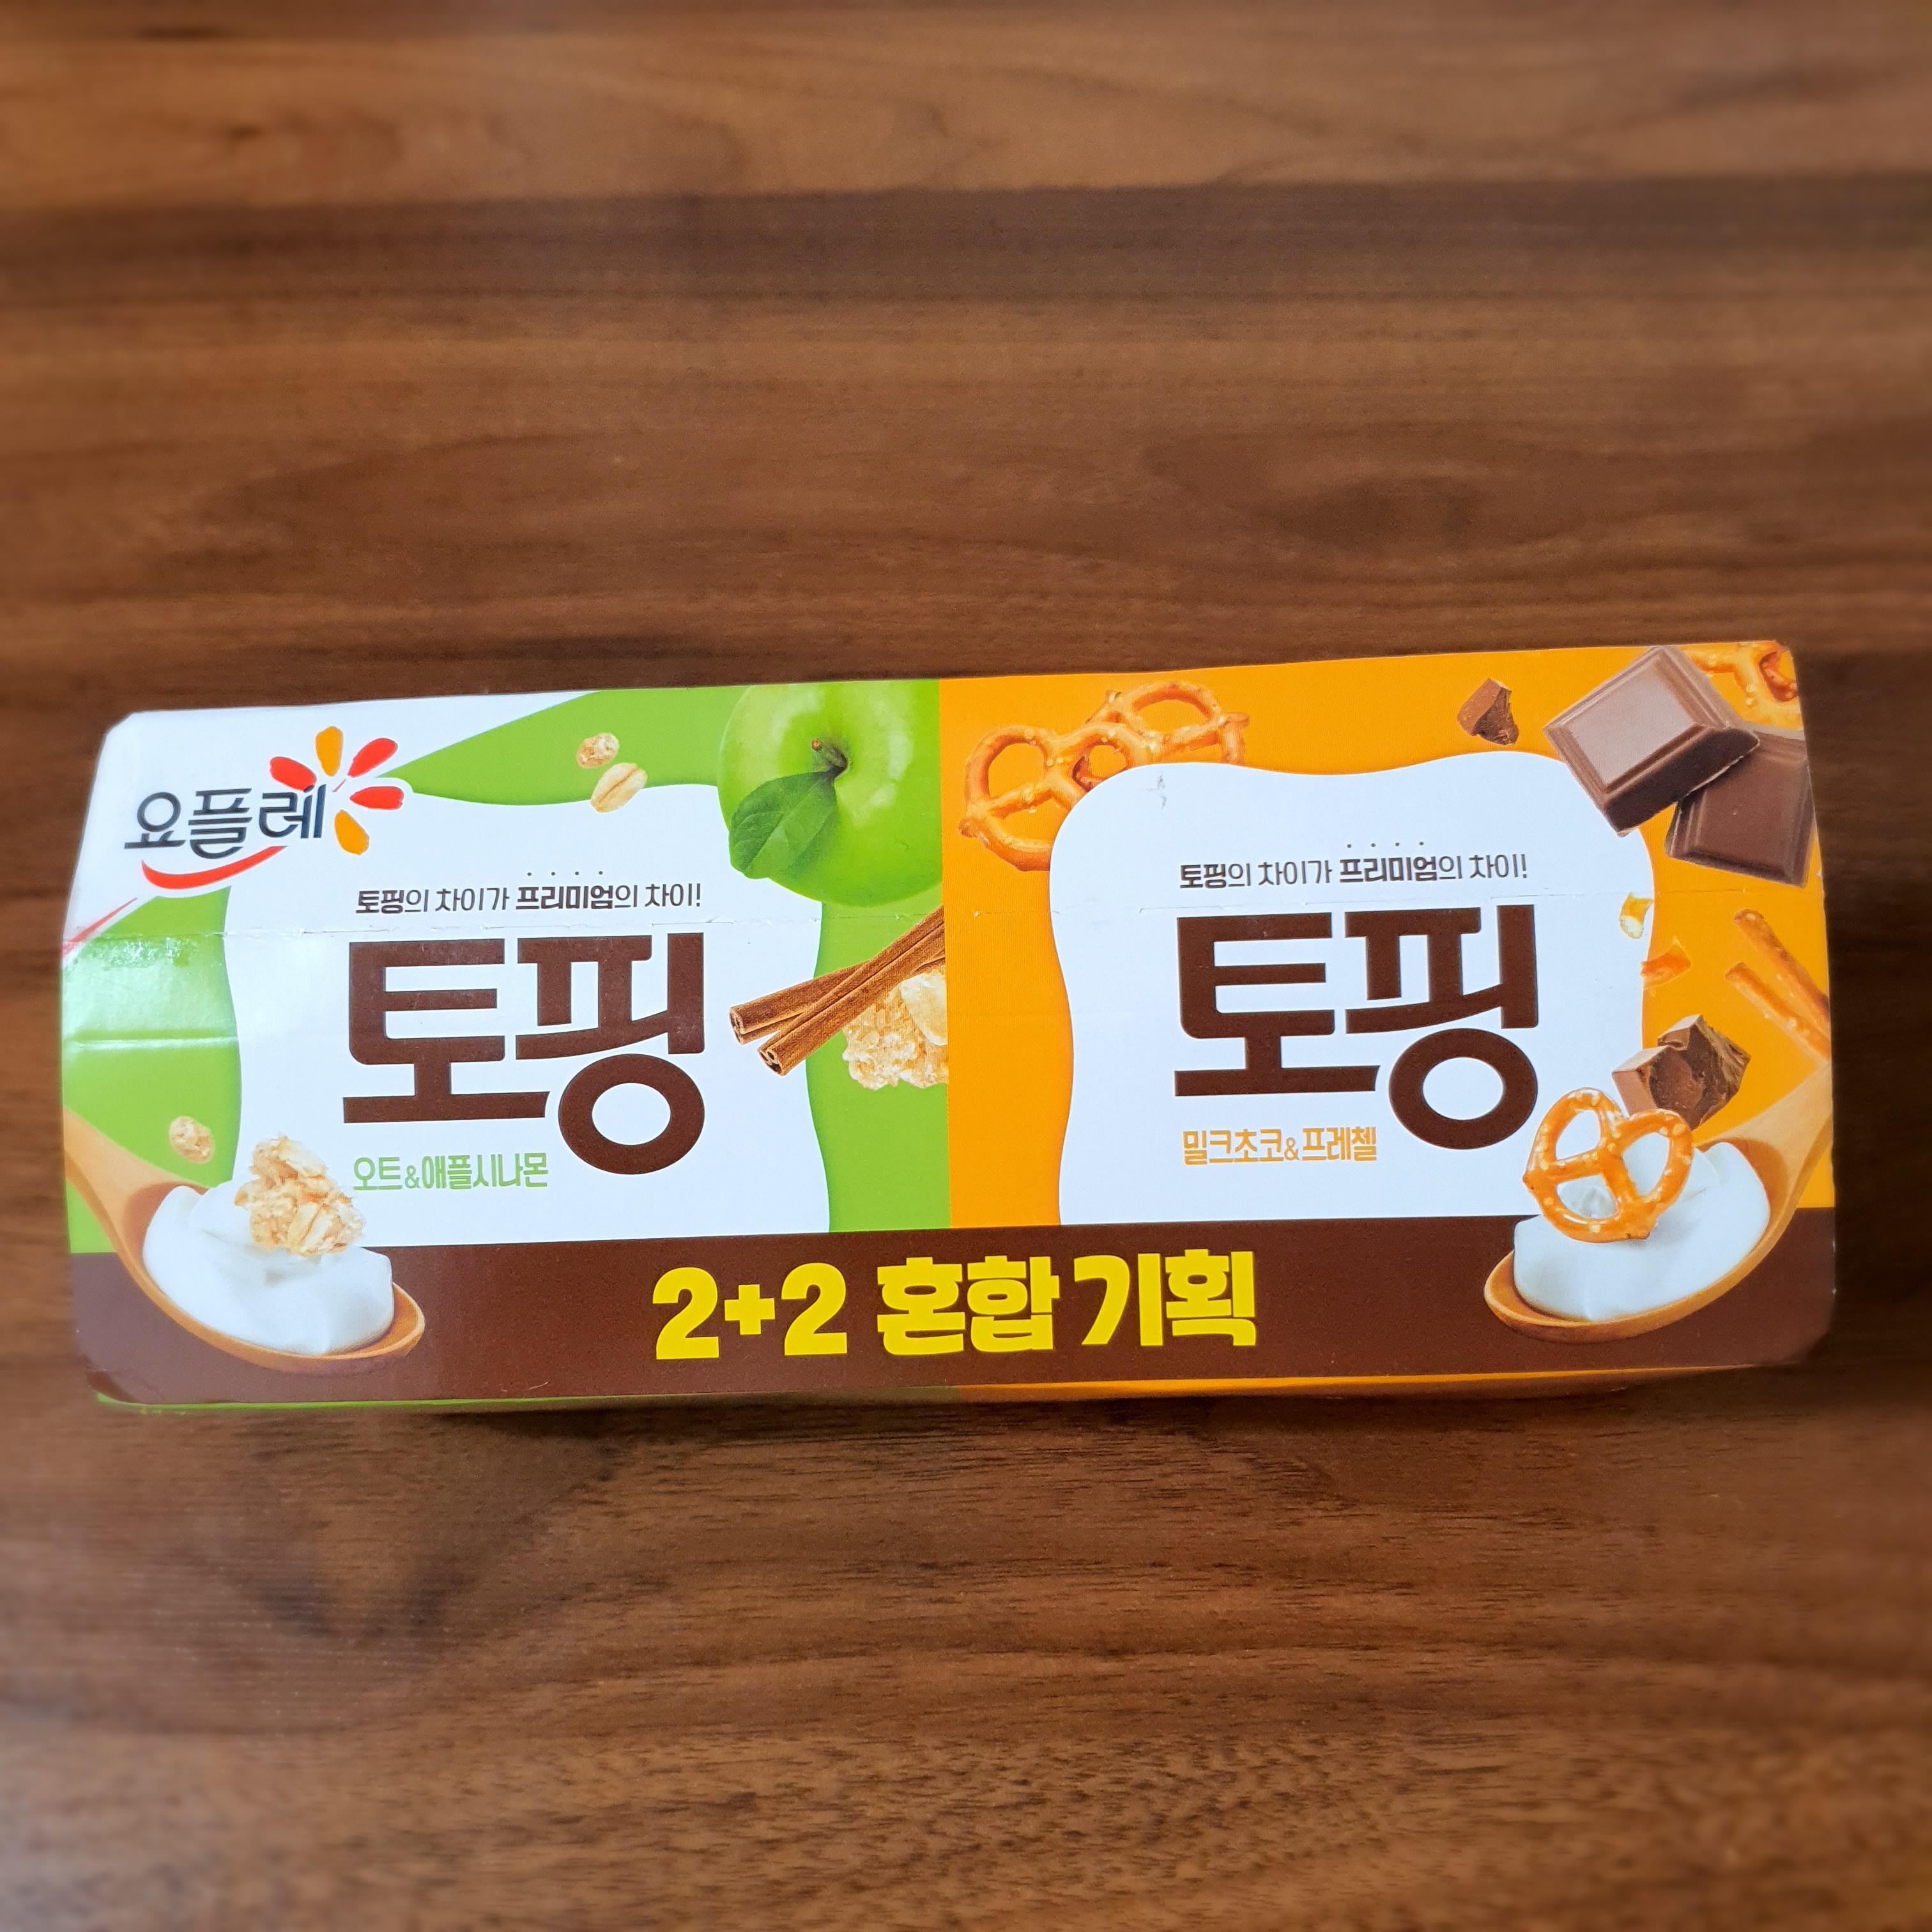 요플레
토핑의 차이가 프리미엄의 차이!
토핑
오트&애플시나몬
토핑의 차이가 프리미엄의 차이!
토핑
밀크초코&프레첼
2+2 혼합 기획